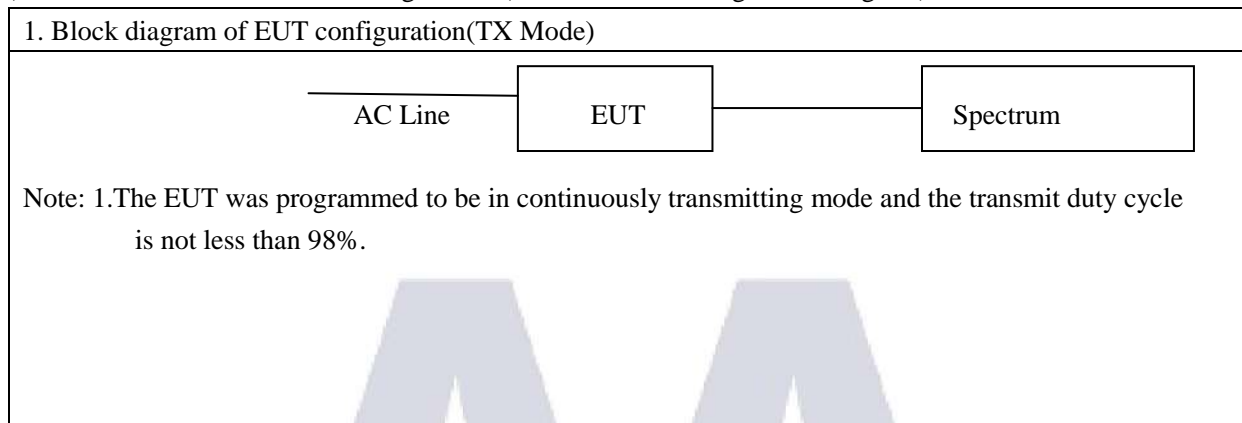 1. Block diagram of EUT configuration(TX Mode)
AC Line EUT Spectrum
Note: 1.The EUT was programmed to be in continuously transmitting mode and the transmit duty cycle
is not less than 98%.